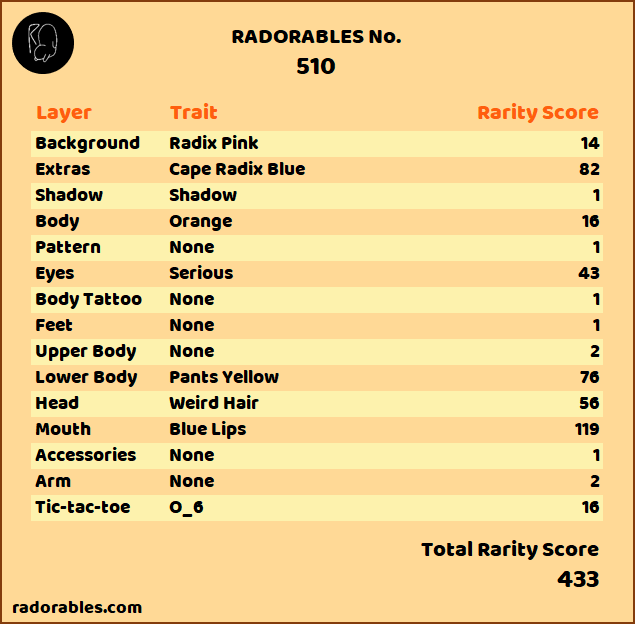 RADORABLES No.
510
Layer Trait Rarity Score
Background Radix Pink 14
Extras Cape Radix Blue 82
Shadow Shadow 1
Body Orange 16
Pattern None 1
Eyes Serious 43
Body Tattoo None 1
Feet None 1
Upper Body None 2
Lower Body Pants Yellow 76
Head Weird Hair 56
Mouth Blue Lips 119
Accessories None 1
Arm None 2
Tic-tac-toe O_6 16
Total Rarity Score
433
radorables.com